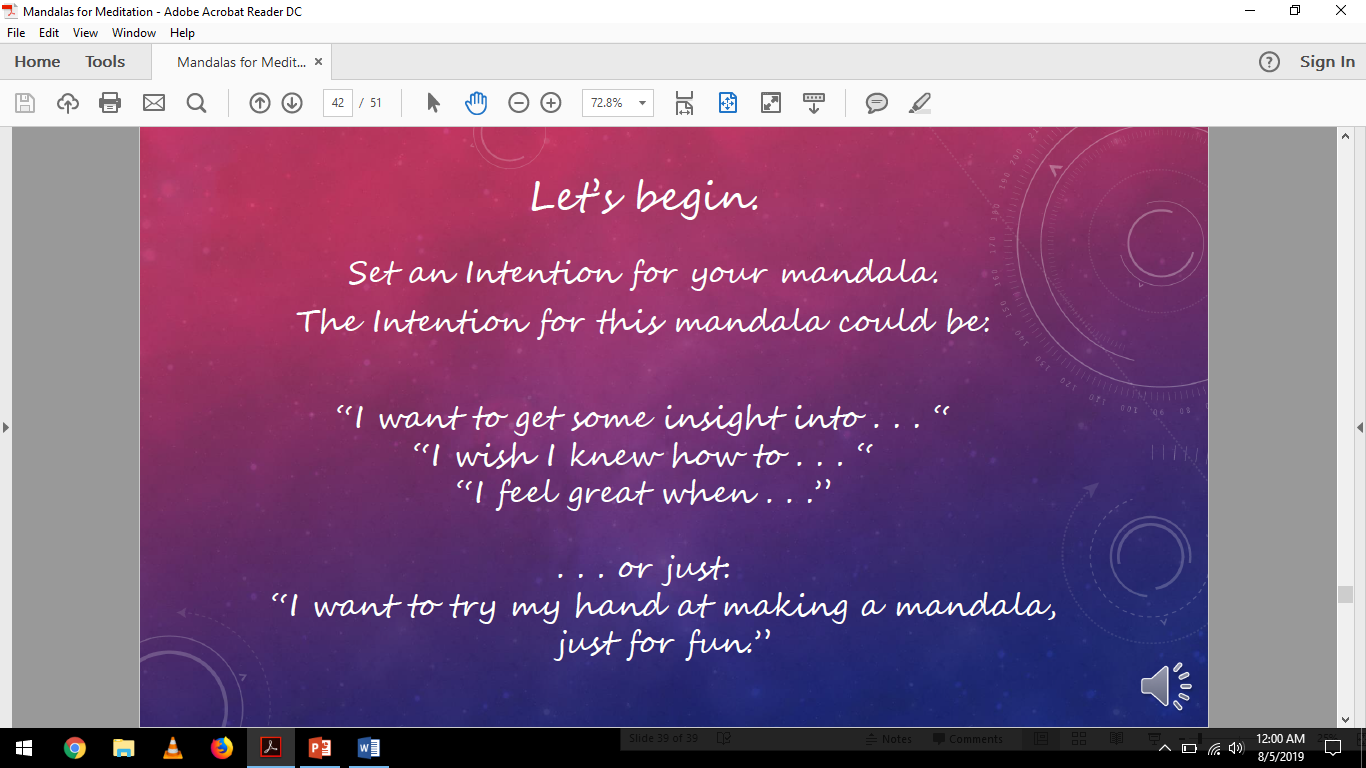 Mandalas for Meditation - Adobe Acrobat Reader DC
File Edit View Window Help
Home Tools Mandalas for Medit... × ? Sign In
42 / 51 72.8%
Let's begin.
Set an Intention for your mandala.
The Intention for this mandala could be:
“I want to get some insight into . . . “
“I wish I knew how to . . . “
“I feel great when . . .”
. . . or just:
“I want to try my hand at making a mandala,
just for fun.”
Slide 39 of 39 Notes Comments 12:00 AM
8/5/2019